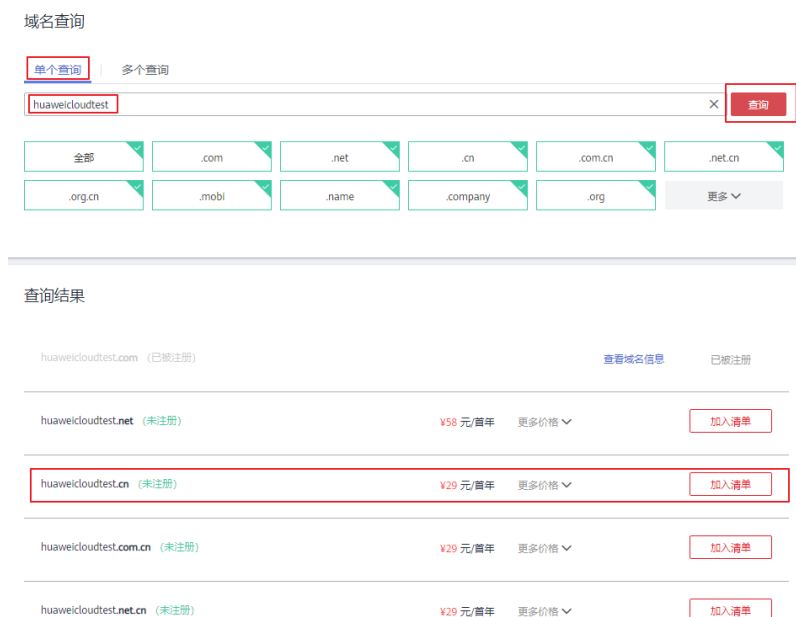 域名查询
单个查询 多个查询
huaweicloudtest 查询
全部 .com .net .cn .com.cn .net.cn
.org.cn .mobi .name .company .org 更多
查询结果
huaweicloudtest.com (已被注册) 查看域名信息 已被注册
huaweicloudtest.net (未注册) ¥58 元/首年 更多价格 加入清单
huaweicloudtest.cn (未注册) ¥29 元/首年 更多价格 加入清单
huaweicloudtest.com.cn (未注册) ¥29 元/首年 更多价格 加入清单
huaweicloudtest.net.cn (未注册) ¥29 元/首年 更多价格 加入清单